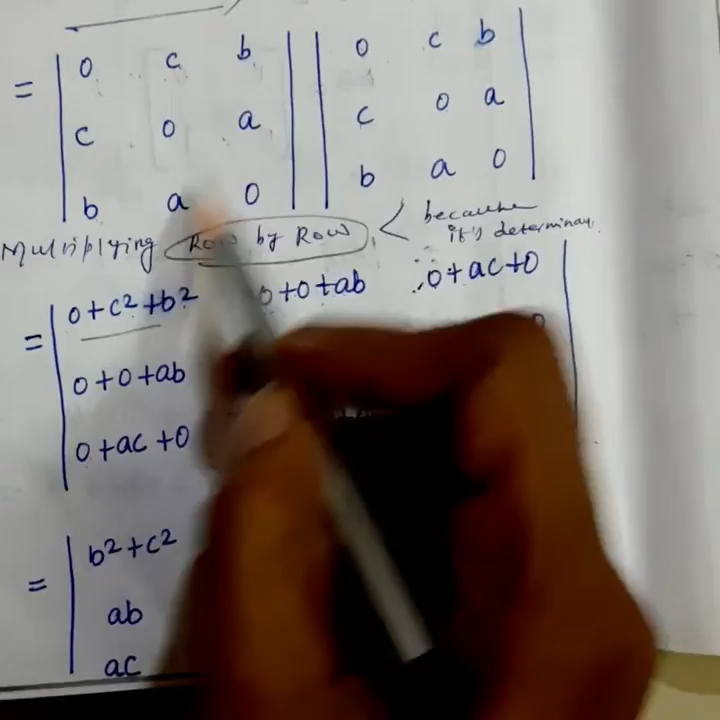 = | 0 c b | | 0 c b |
| c 0 a | | c 0 a |
| b a 0 | | b a 0 |
Multiplying Row by Row < because
it's determinan
= | 0+c²+b² 0+0+ab 0+ac+0 |
0+0+ab
0+ac+0
= | b²+c²
ab
ac